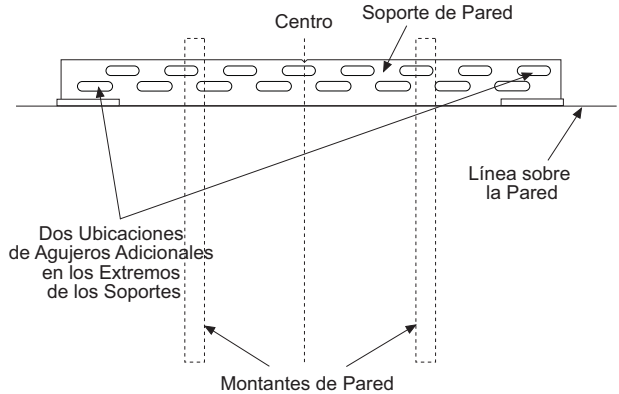 Centro
Soporte de Pared
Línea sobre
la Pared
Dos Ubicaciones
de Agujeros Adicionales
en los Extremos
de los Soportes
Montantes de Pared